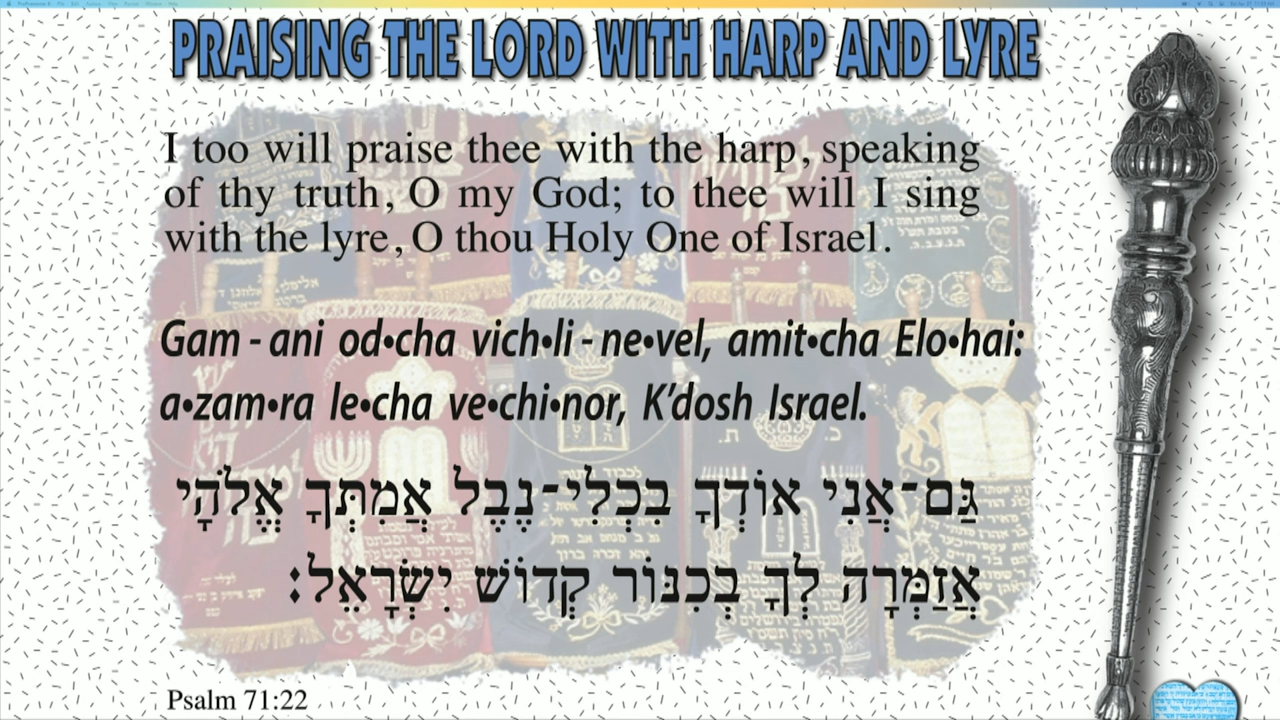 PRAISING THE LORD WITH HARP AND LYRE
I too will praise thee with the harp, speaking
of thy truth, O my God; to thee will I sing
with the lyre, O thou Holy One of Israel.
Gam - ani od•cha vich•li - ne•vel, amit•cha Elo•hai:
a•zam•ra le•cha ve•chi•nor, K’dosh Israel.
גַּם־אֲנִי אוֹדְךָ בִכְלִי־נֶבֶל אֲמִתְּךָ אֱלֹהָי
אֲזַמְּרָה לְךָ בְכִנּוֹר קְדוֹשׁ יִשְׂרָאֵל׃
Psalm 71:22